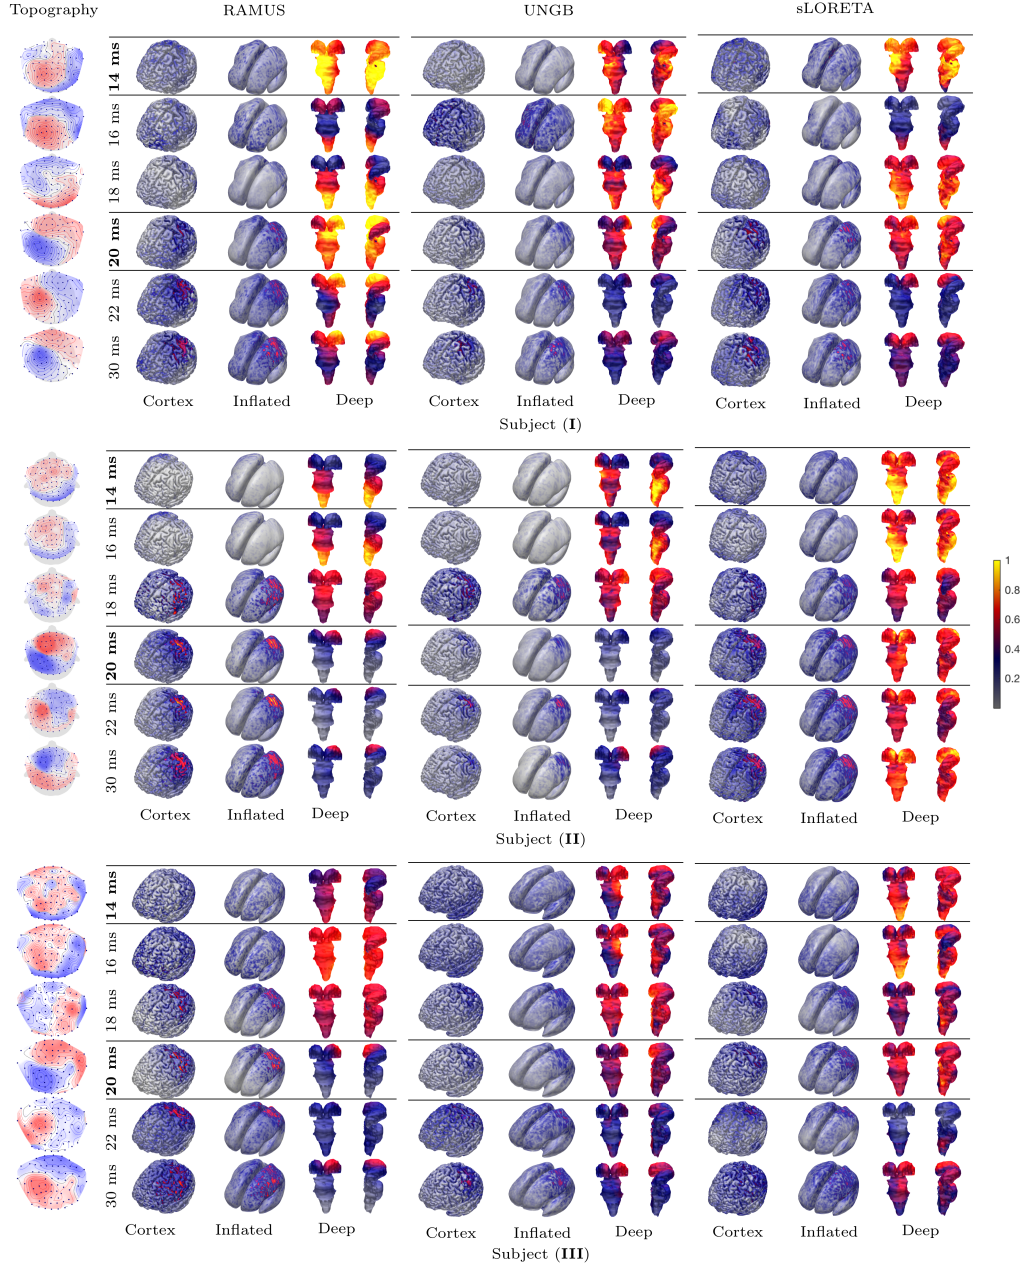 Topography RAMUS UNGB sLORETA
14 ms
16 ms
18 ms
20 ms
22 ms
30 ms
Cortex Inflated Deep Cortex Inflated Deep Cortex Inflated Deep
Subject (I)
14 ms
16 ms
18 ms
20 ms
22 ms
30 ms
1
0.8
0.6
0.4
0.2
Cortex Inflated Deep Cortex Inflated Deep Cortex Inflated Deep
Subject (II)
14 ms
16 ms
18 ms
20 ms
22 ms
30 ms
Cortex Inflated Deep Cortex Inflated Deep Cortex Inflated Deep
Subject (III)